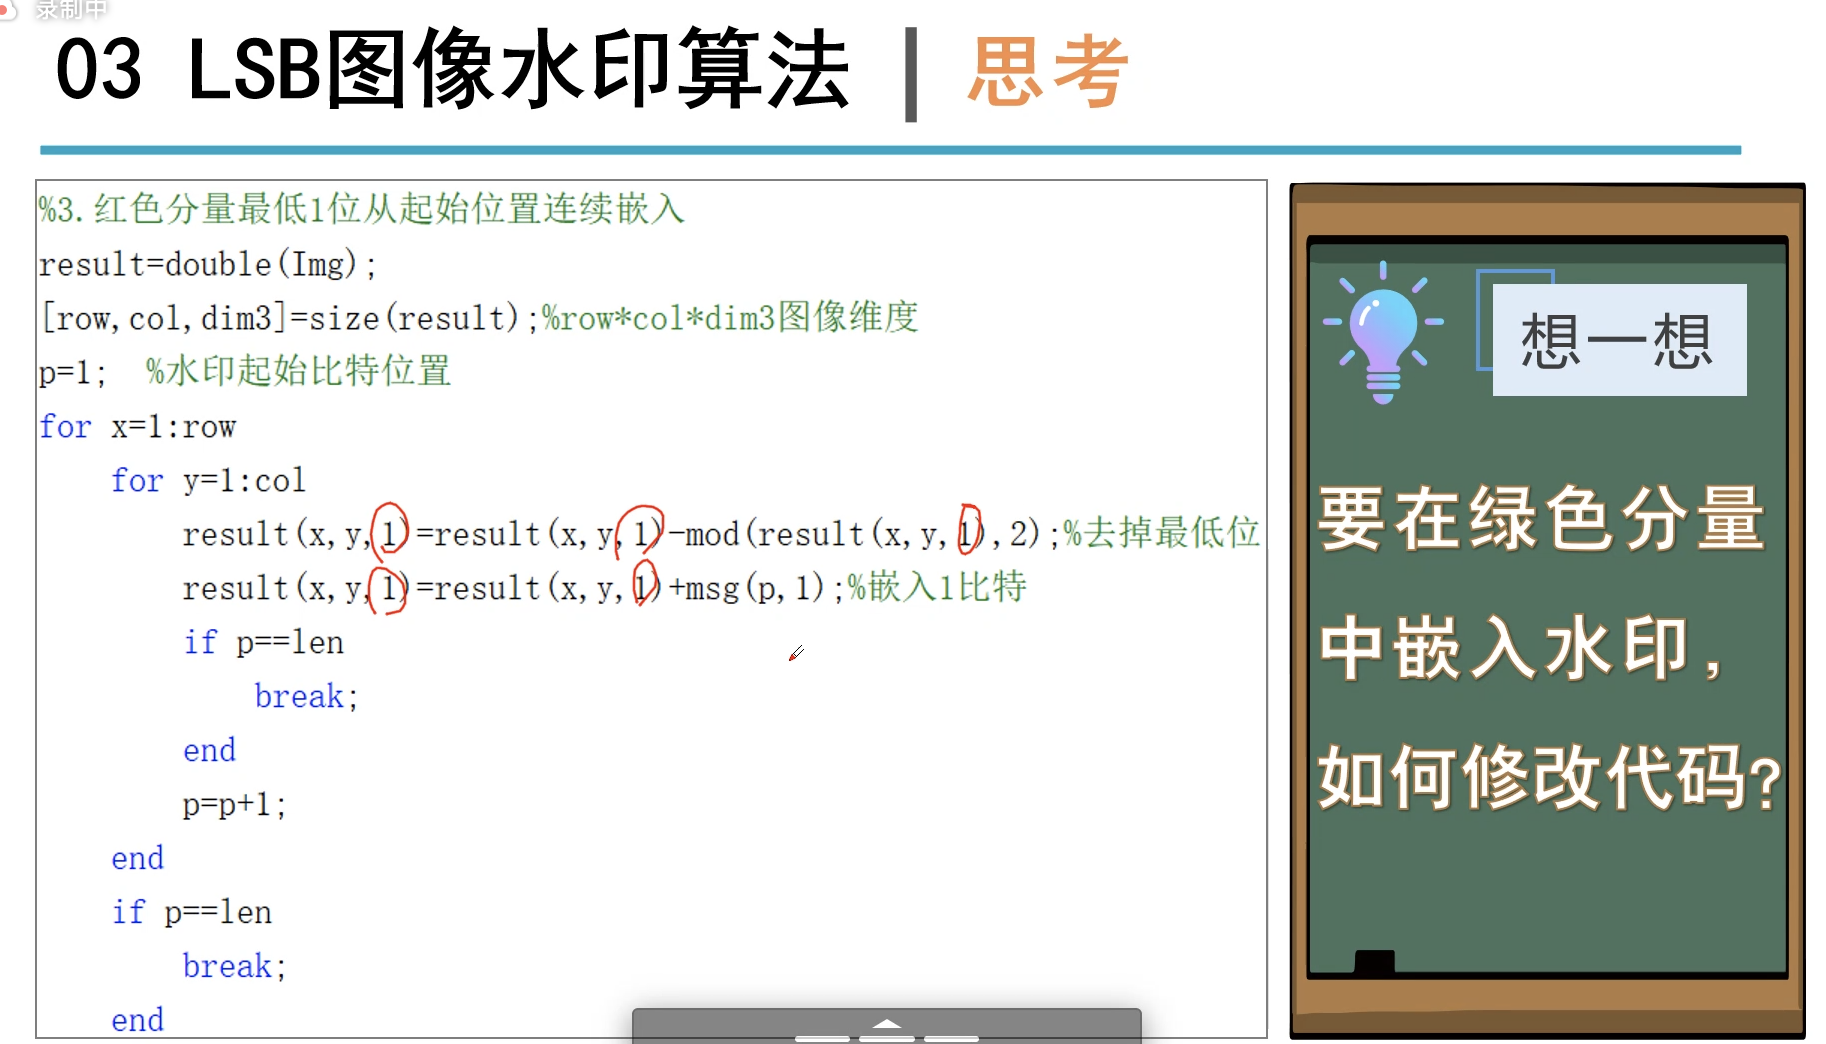 录制中
03 LSB图像水印算法 | 思考
%3.红色分量最低1位从起始位置连续嵌入
result=double(Img);
[row,col,dim3]=size(result);%row*col*dim3图像维度
p=1; %水印起始比特位置
for x=1:row
for y=1:col
result(x,y,1)=result(x,y,1)-mod(result(x,y,1),2);%去掉最低位
result(x,y,1)=result(x,y,1)+msg(p,1);%嵌入1比特
if p==len
break;
end
p=p+1;
end
if p==len
break;
end
想一想
要在绿色分量
中嵌入水印，
如何修改代码?